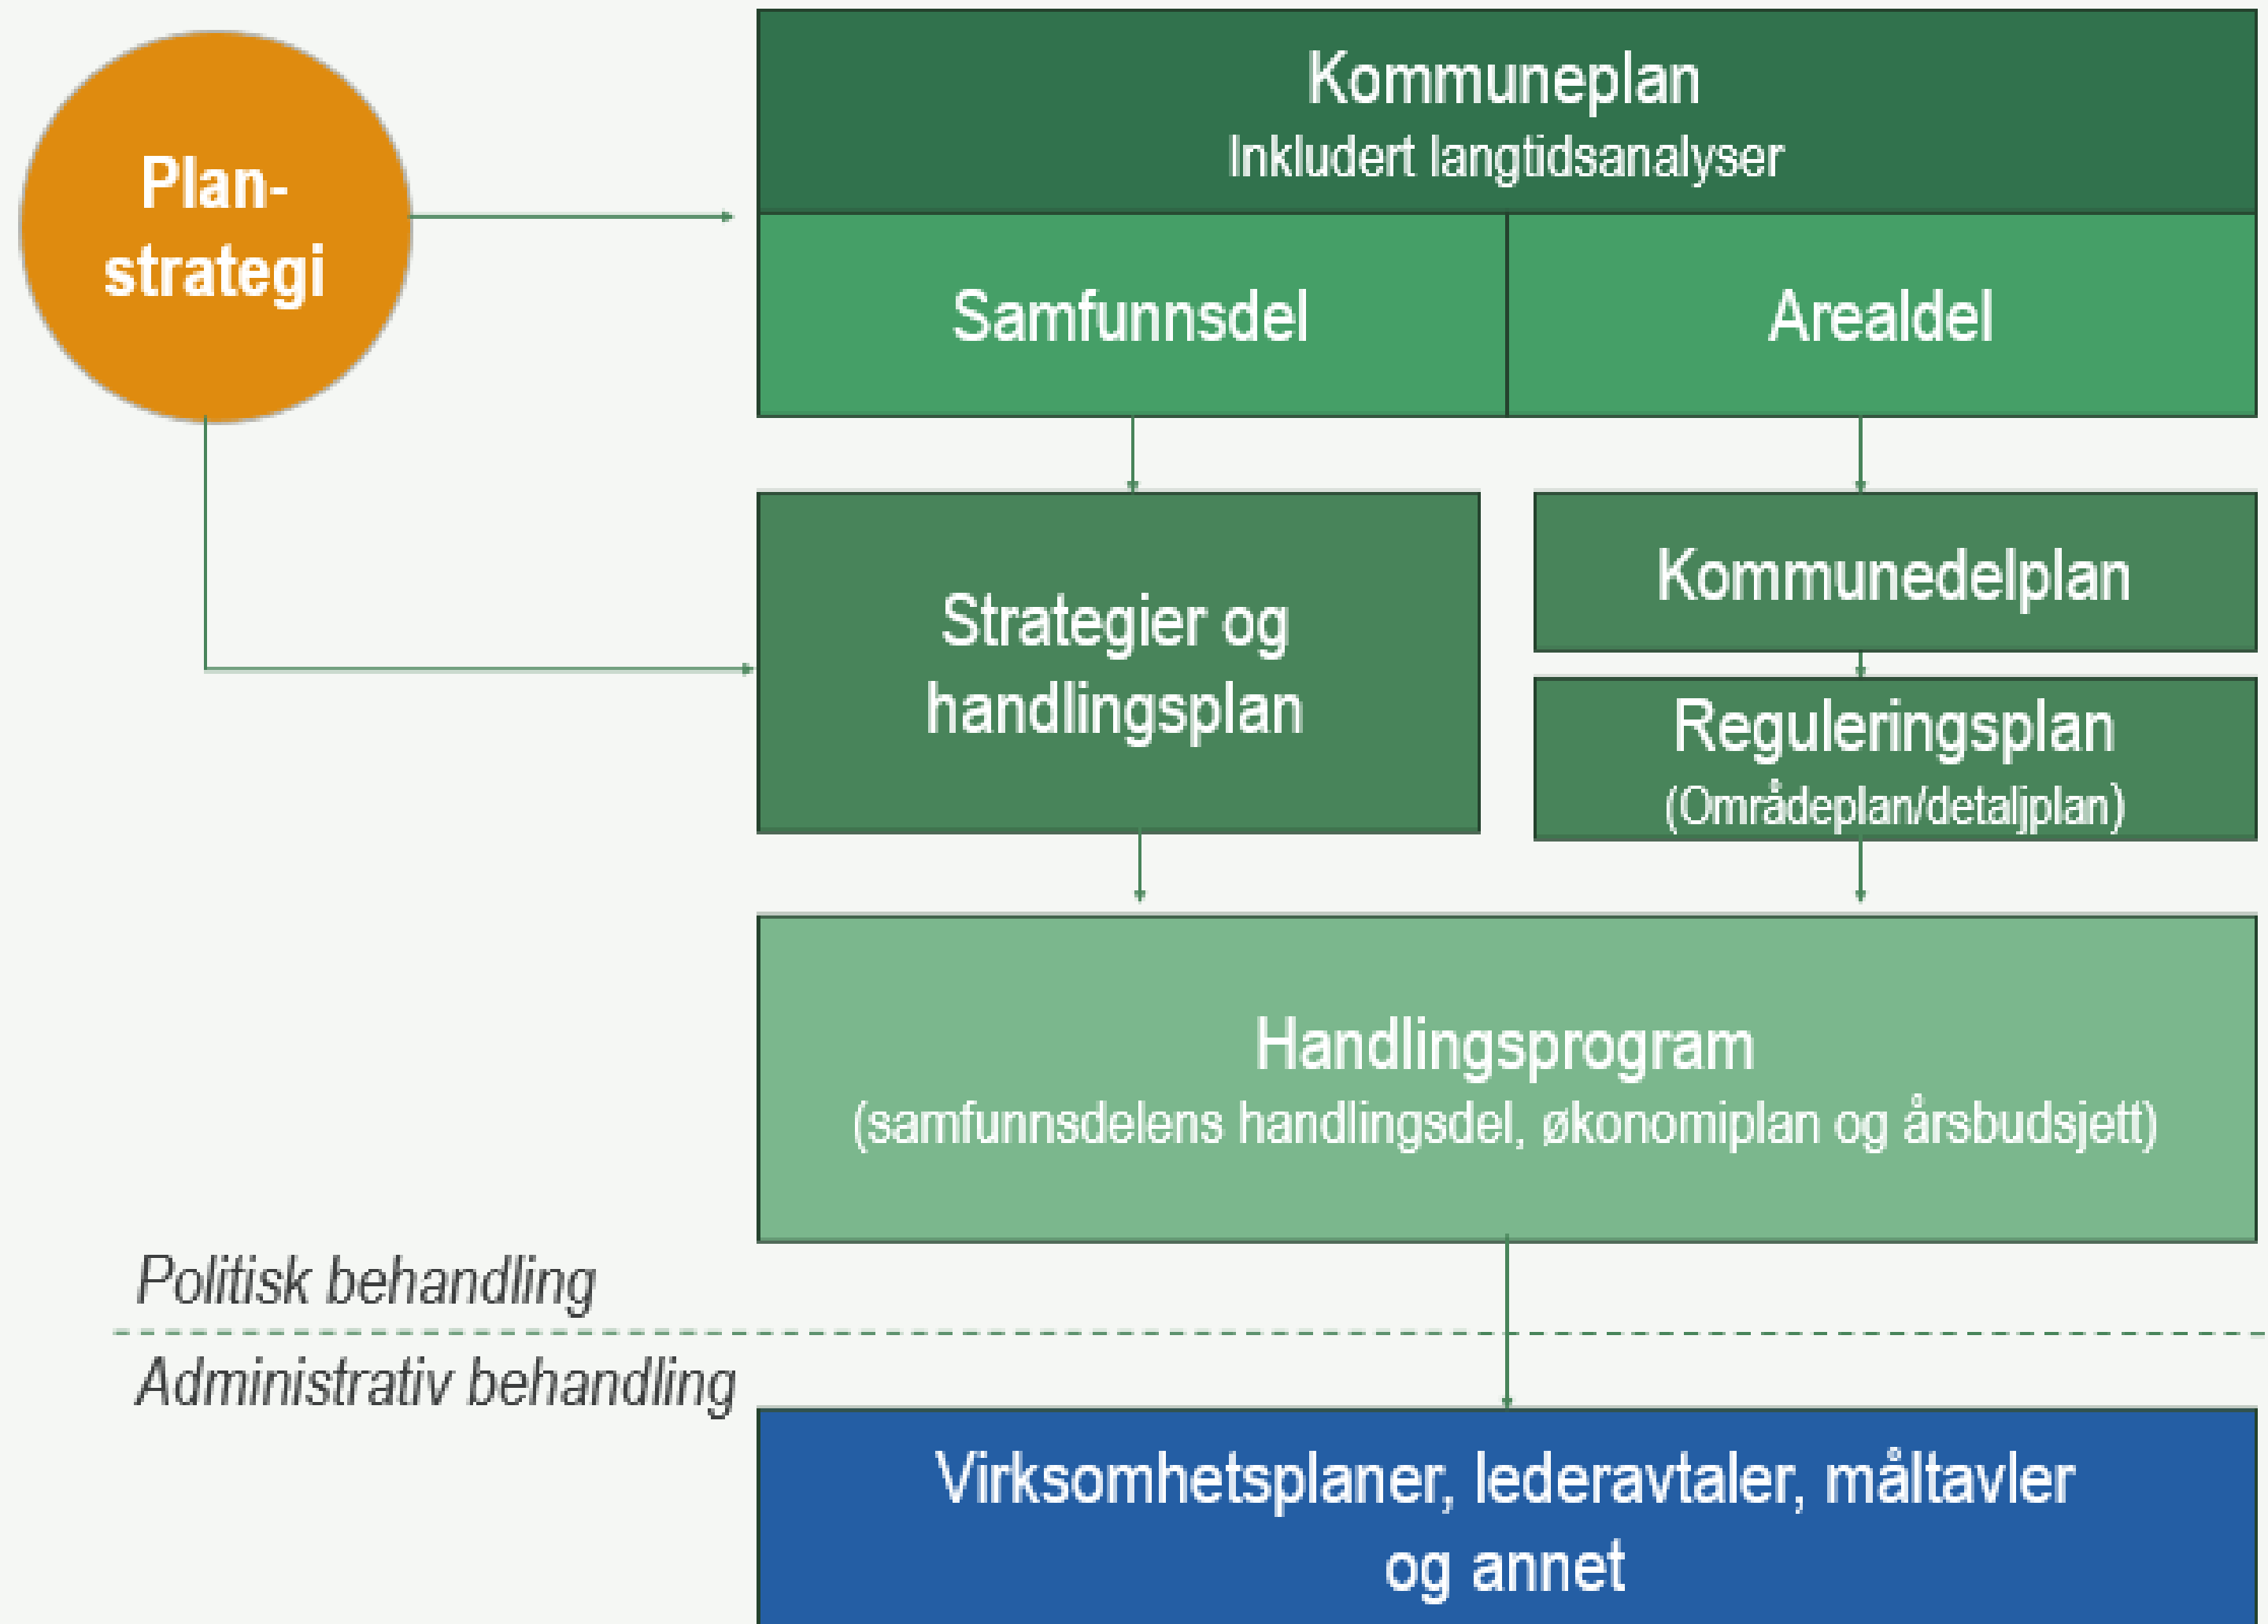 Plan-
strategi
Kommuneplan
Inkludert langtidsanalyser
Samfunnsdel
Arealdel
Strategier og
handlingsplan
Kommunedelplan
Reguleringsplan
(Områdeplan/detaljplan)
Handlingsprogram
(samfunnsdelens handlingsdel, økonomiplan og årsbudsjett)
Politisk behandling
Administrativ behandling
Virksomhetsplaner, lederavtaler, måltavler
og annet